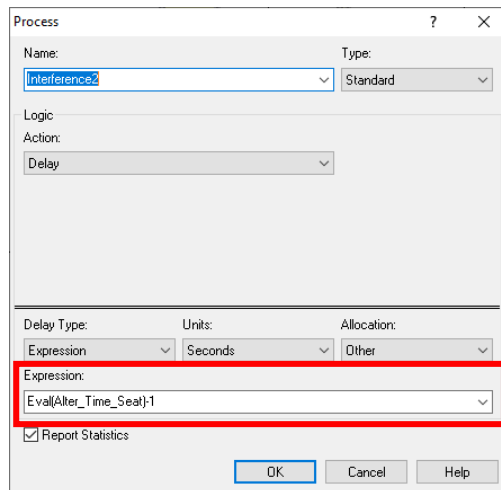 Process
?
Name:
Type:
Interference2
Standard
Logic
Action:
Delay
Delay Type:
Units:
Allocation:
Expression
Seconds
Other
Expression:
Eval(Alter_Time_Seat)-1
Report Statistics
OK
Cancel
Help